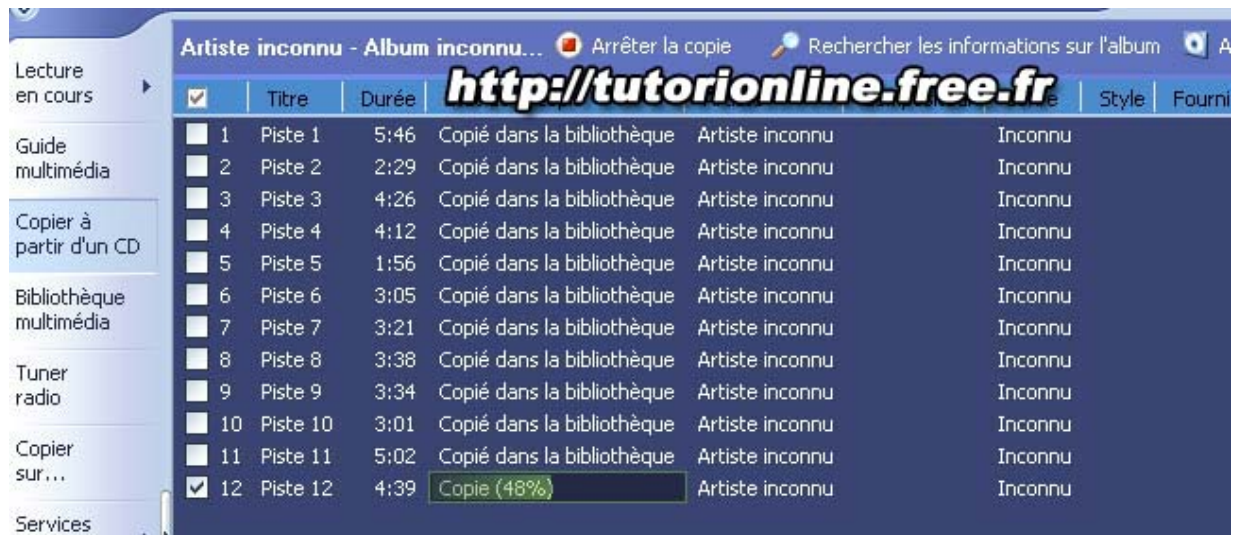 Artiste inconnu - Album inconnu... Arrêter la copie Rechercher les informations sur l'album
http://tutorionline.free.fr
Titre Durée Style
Lecture
en cours
Guide
multimédia
Copier à
partir d'un CD
Bibliothèque
multimédia
Tuner
radio
Copier
sur...
Services
1 Piste 1 5:46 Copié dans la bibliothèque Artiste inconnu Inconnu
2 Piste 2 2:29 Copié dans la bibliothèque Artiste inconnu Inconnu
3 Piste 3 4:26 Copié dans la bibliothèque Artiste inconnu Inconnu
4 Piste 4 4:12 Copié dans la bibliothèque Artiste inconnu Inconnu
5 Piste 5 1:56 Copié dans la bibliothèque Artiste inconnu Inconnu
6 Piste 6 3:05 Copié dans la bibliothèque Artiste inconnu Inconnu
7 Piste 7 3:21 Copié dans la bibliothèque Artiste inconnu Inconnu
8 Piste 8 3:38 Copié dans la bibliothèque Artiste inconnu Inconnu
9 Piste 9 3:34 Copié dans la bibliothèque Artiste inconnu Inconnu
10 Piste 10 3:01 Copié dans la bibliothèque Artiste inconnu Inconnu
11 Piste 11 5:02 Copié dans la bibliothèque Artiste inconnu Inconnu
12 Piste 12 4:39 Copie (48%) Artiste inconnu Inconnu